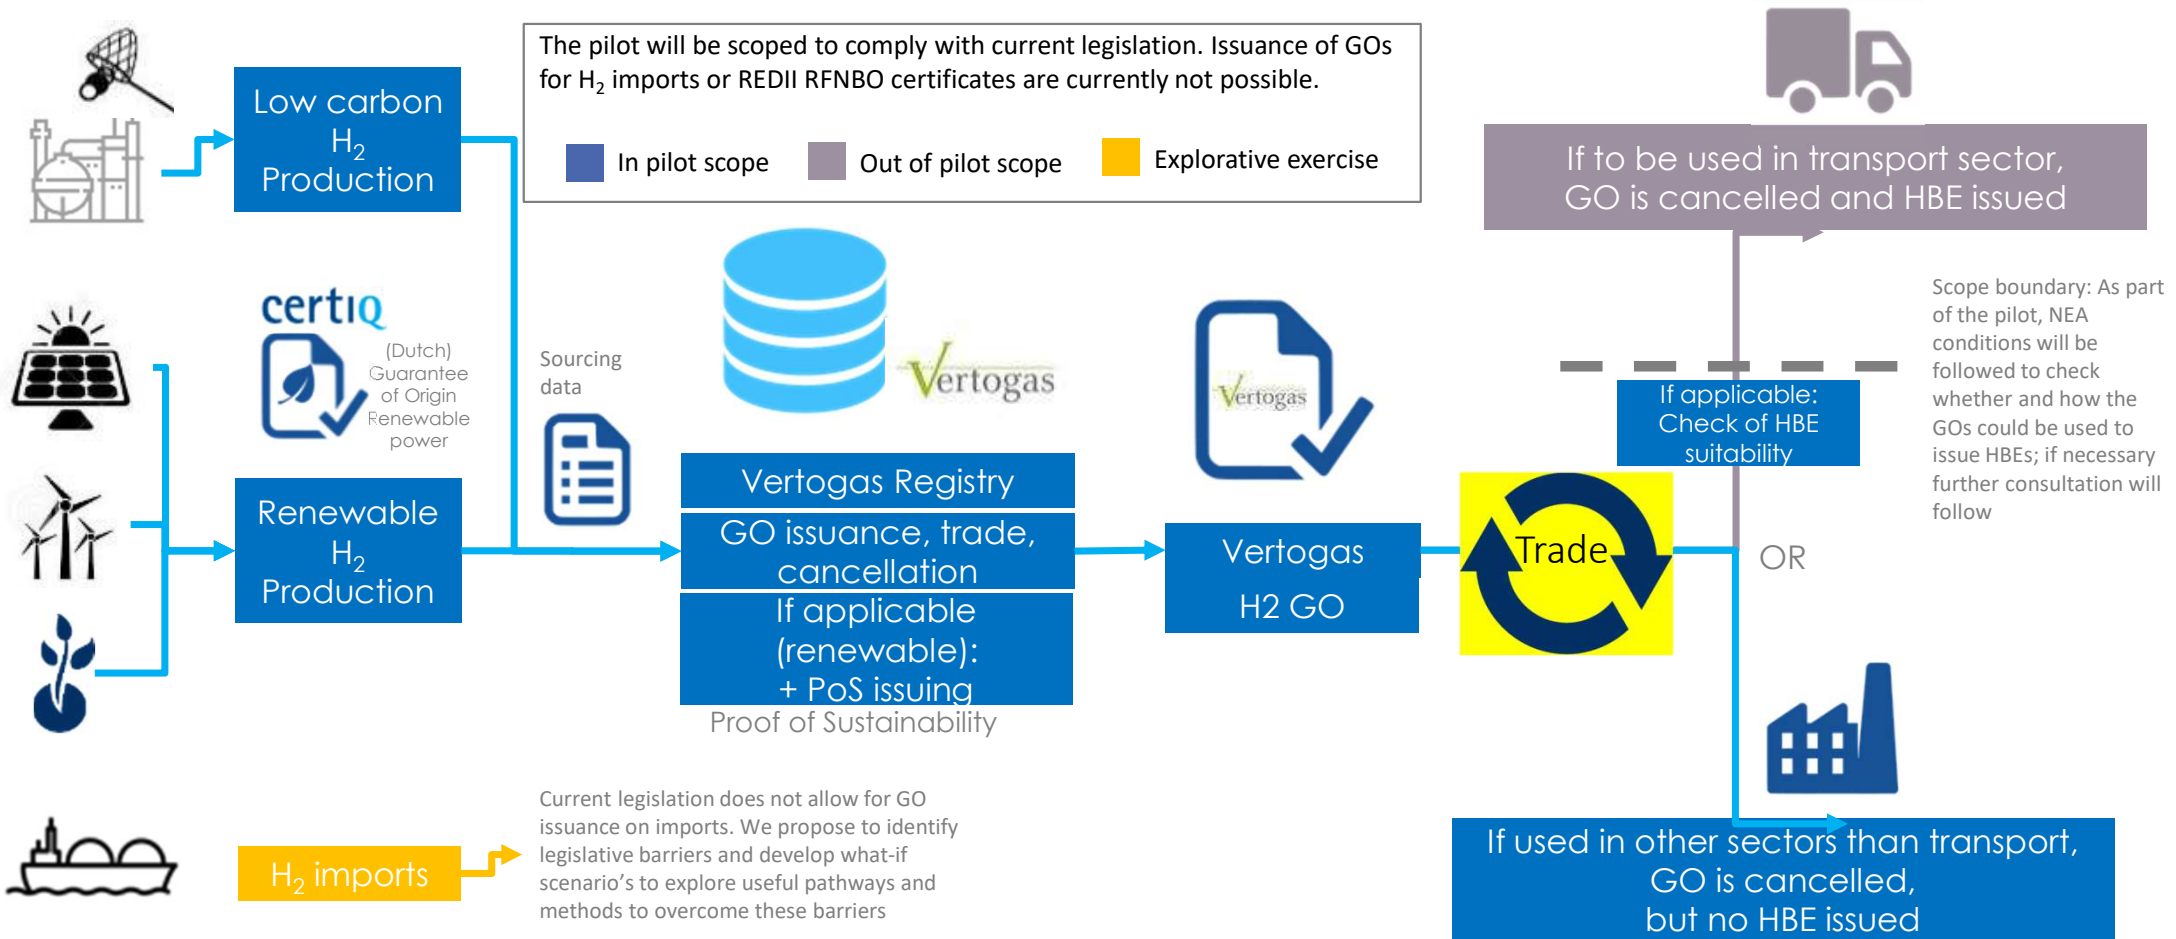 The pilot will be scoped to comply with current legislation. Issuance of GOs
for H2 imports or REDII RFNBO certificates are currently not possible.
In pilot scope
Out of pilot scope
Explorative exercise
Low carbon
H2
Production
If to be used in transport sector,
GO is cancelled and HBE issued
certiQ
(Dutch)
Guarantee
of Origin
Renewable
power
Sourcing
data
Vertogas
Vertogas
Scope boundary: As part
of the pilot, NEA
conditions will be
followed to check
whether and how the
GOs could be used to
issue HBEs; if necessary
further consultation will
follow
If applicable:
Check of HBE
suitability
Renewable
H2
Production
Vertogas Registry
GO issuance, trade,
cancellation
If applicable
(renewable):
+ PoS issuing
Proof of Sustainability
Vertogas
H2 GO
Trade
OR
H2 imports
Current legislation does not allow for GO
issuance on imports. We propose to identify
legislative barriers and develop what-if
scenario's to explore useful pathways and
methods to overcome these barriers
If used in other sectors than transport,
GO is cancelled,
but no HBE issued